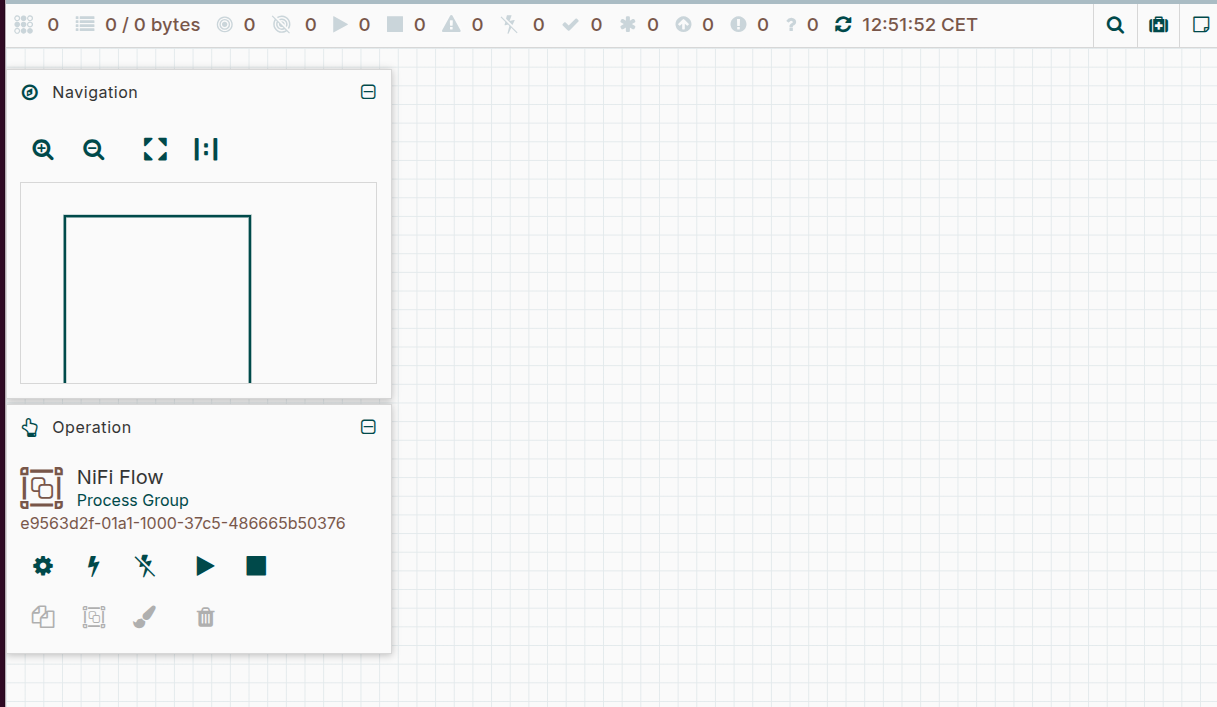 0 0 / 0 bytes 0 0 0 0 0 0 0 0 0 0 0 12:51:52 CET
Navigation
Operation
NiFi Flow
Process Group
e9563d2f-01a1-1000-37c5-486665b50376